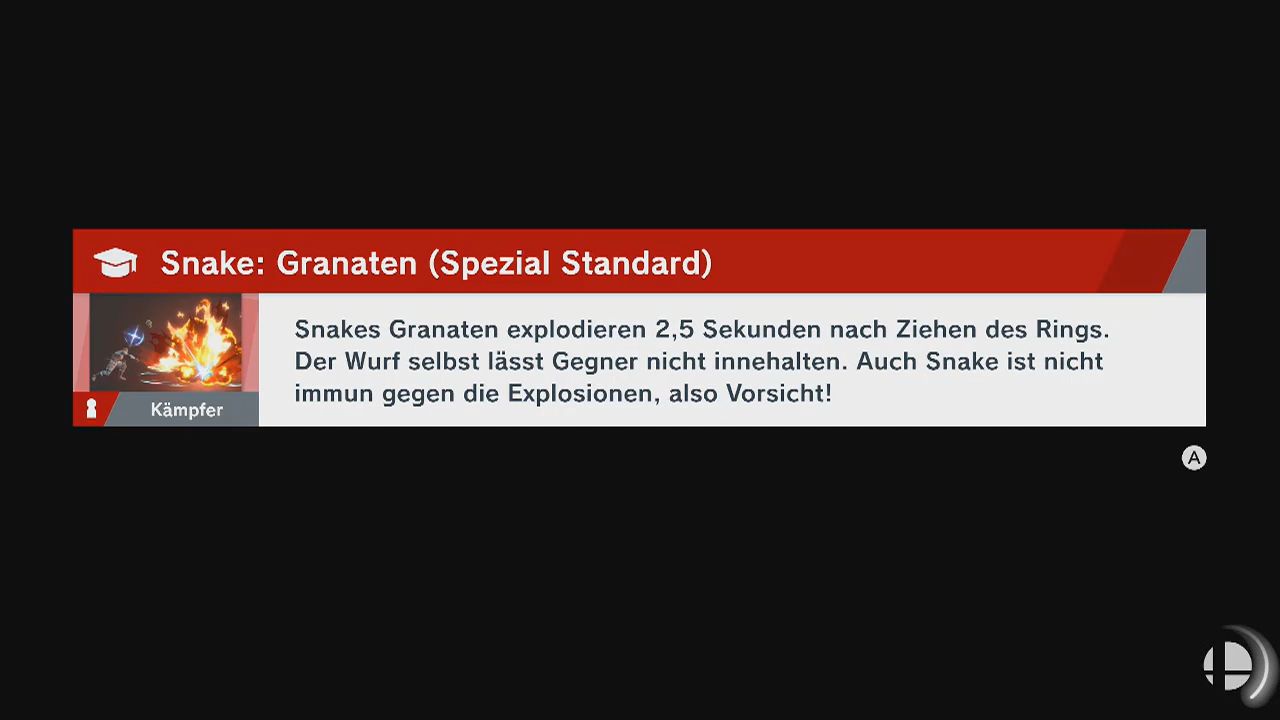 Snake: Granaten (Spezial Standard)
Snakes Granaten explodieren 2,5 Sekunden nach Ziehen des Rings.
Der Wurf selbst lässt Gegner nicht innehalten. Auch Snake ist nicht
immun gegen die Explosionen, also Vorsicht!
Kämpfer
A